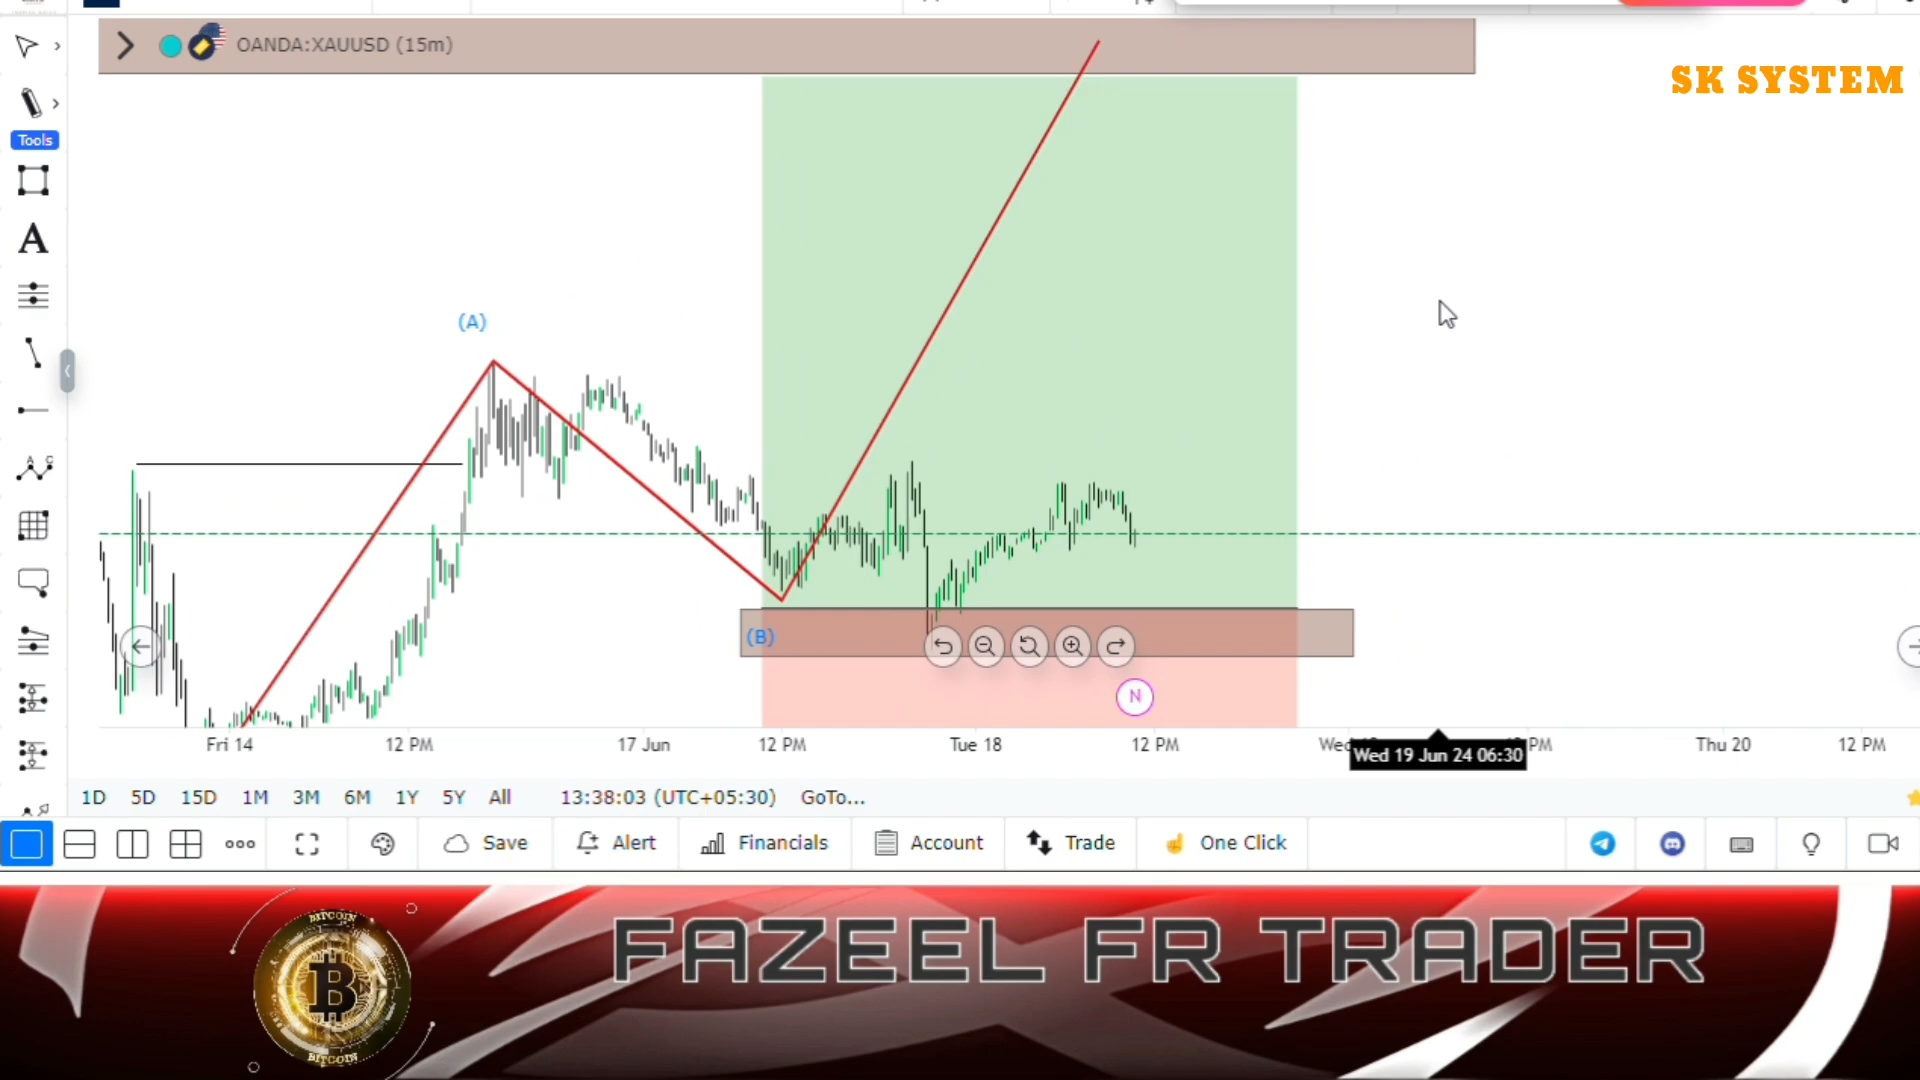 OANDA:XAUUSD (15m)
SK SYSTEM
Tools
A
(A)
(B)
N
Fri 14
12 PM
17 Jun
12 PM
Tue 18
12 PM
Wed 19 Jun 24 06:30
PM
Thu 20
12 PM
1D
5D
15D
1M
3M
6M
1Y
5Y
All
13:38:03 (UTC+05:30)
GoTo...
Save
Alert
Financials
Account
Trade
One Click
BITCOIN
B
BITCOIN
FAZEEL FR TRADER